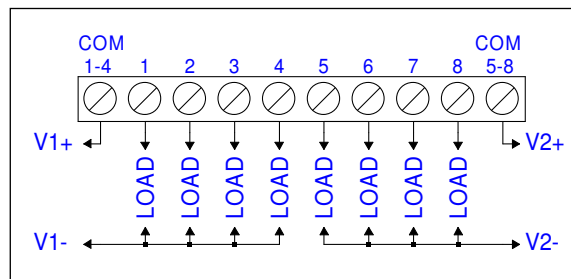 COM COM
1-4 1 2 3 4 5 6 7 8 5-8
V1+ V2+
LOAD LOAD LOAD LOAD LOAD LOAD LOAD LOAD
V1- V2-